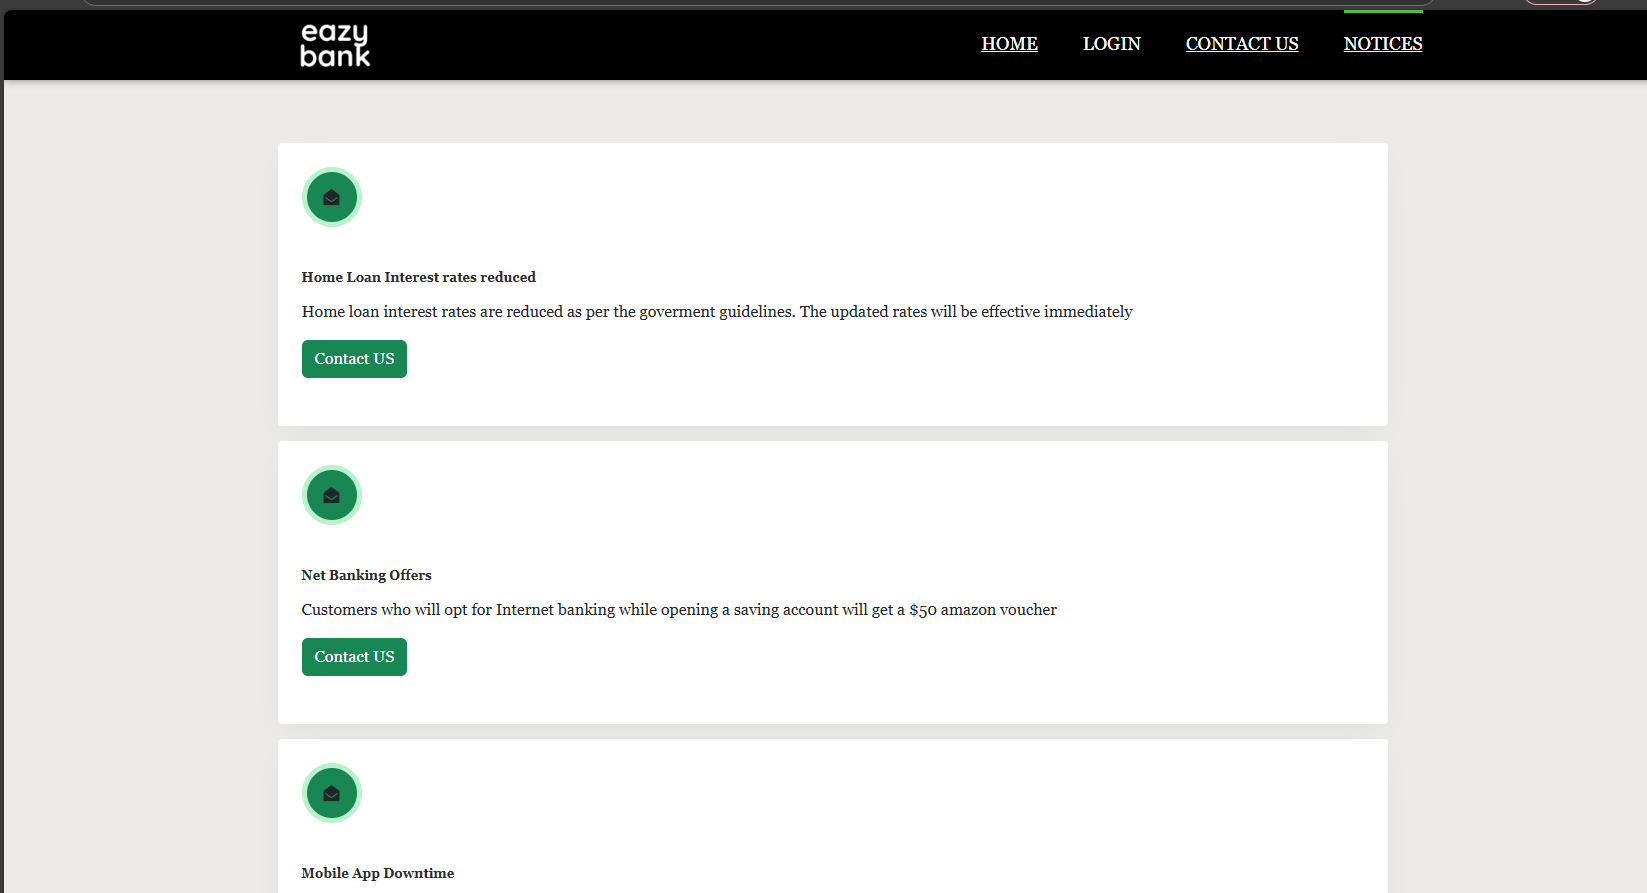 eazy
bank
HOME LOGIN CONTACT US NOTICES
Home Loan Interest rates reduced
Home loan interest rates are reduced as per the goverment guidelines. The updated rates will be effective immediately
Contact US
Net Banking Offers
Customers who will opt for Internet banking while opening a saving account will get a $50 amazon voucher
Contact US
Mobile App Downtime